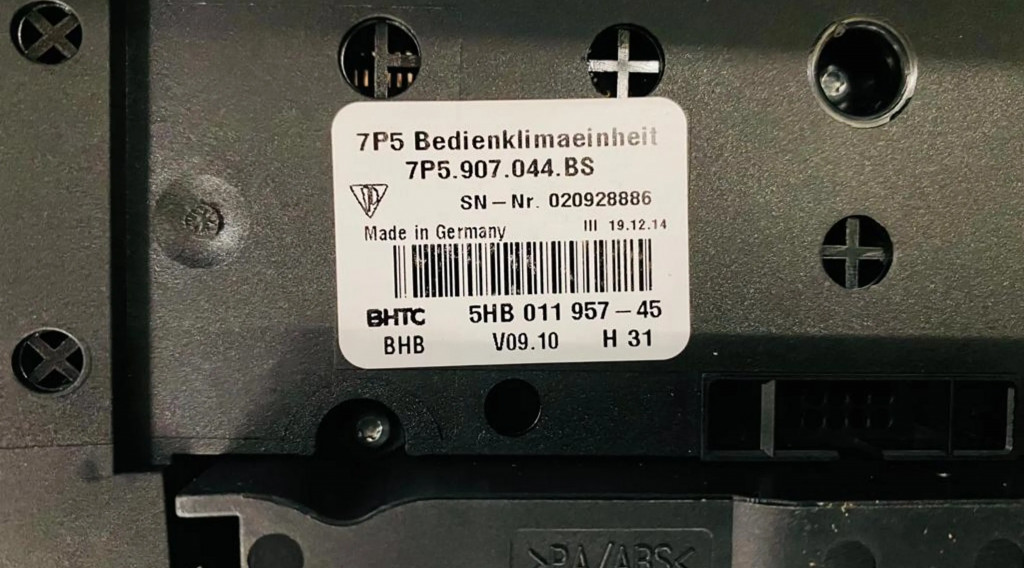 7P5 Bedienklimaeinheit
7P5.907.044.BS
SN-Nr. 020928886
Made in Germany III 19.12.14
BHTC 5HB 011 957-45
BHB V09.10 H 31
>PA/ABS<